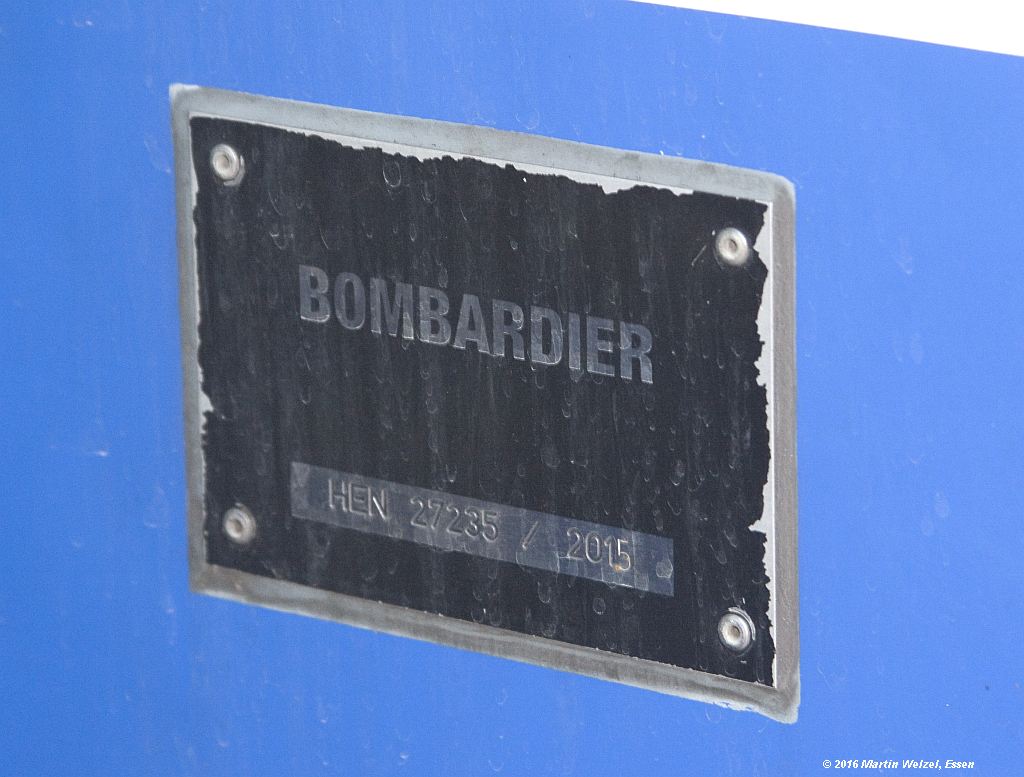 BOMBARDIER
HEN 27235 / 2015
© 2016 Martin Welzel, Essen